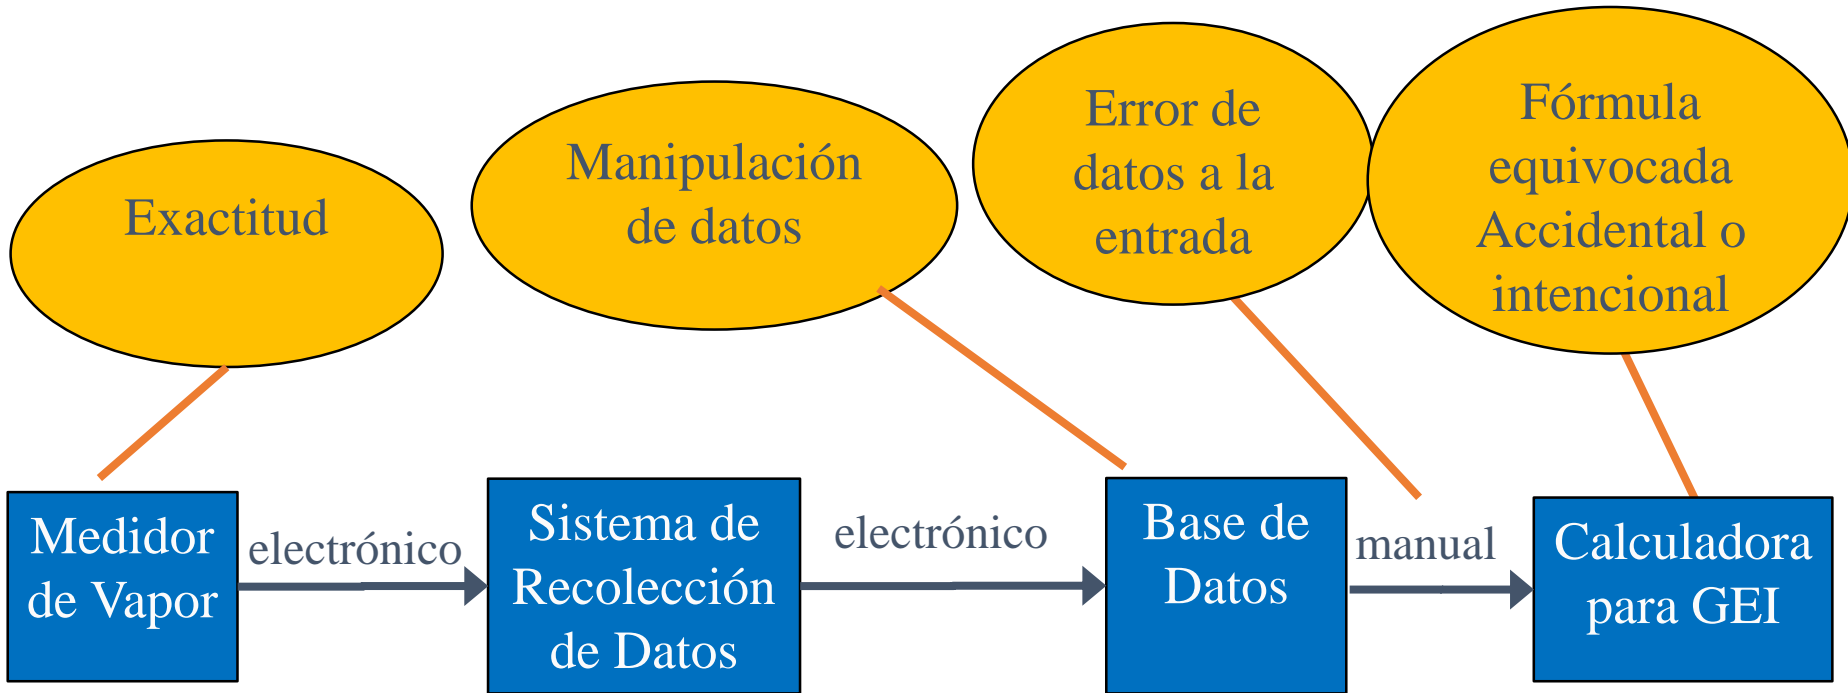 Exactitud
Manipulación
de datos
Error de
datos a la
entrada
Fórmula
equivocada
Accidental o
intencional
Medidor
de Vapor
electrónico
Sistema de
Recolección
de Datos
electrónico
Base de
Datos
manual
Calculadora
para GEI